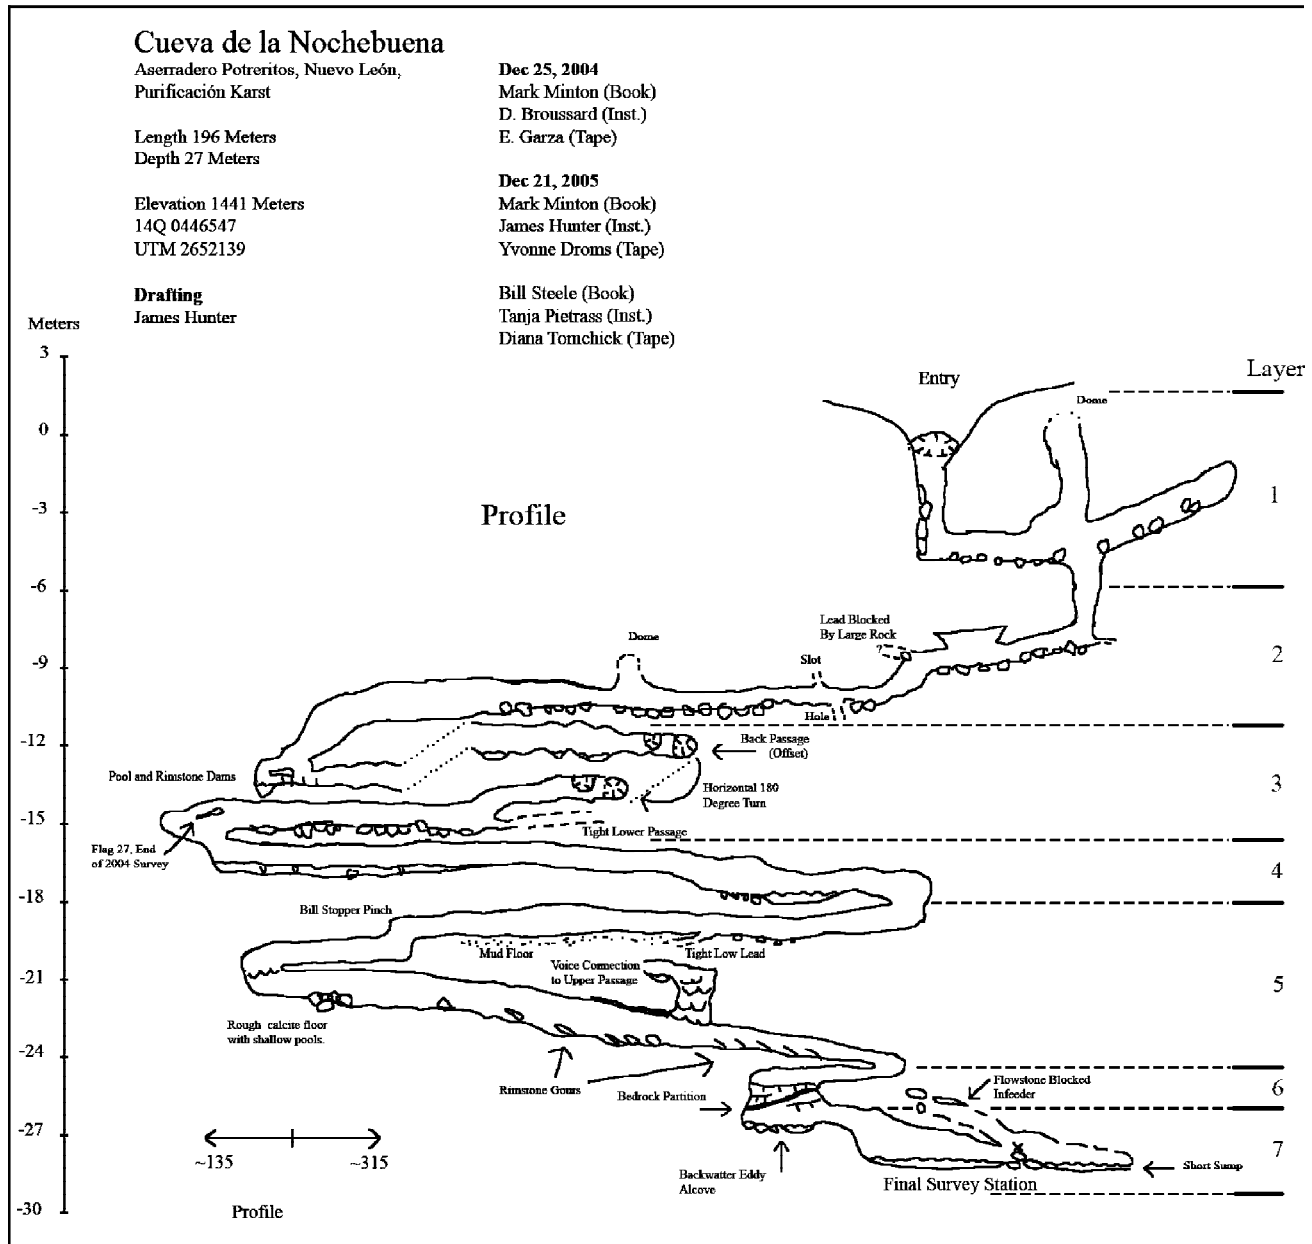 Cueva de la Nochebuena
Aserradero Potreritos, Nuevo León,
Purificación Karst
Length 196 Meters
Depth 27 Meters
Elevation 1441 Meters
14Q 0446547
UTM 2652139
Drafting
James Hunter
Dec 25, 2004
Mark Minton (Book)
D. Broussard (Inst.)
E. Garza (Tape)
Dec 21, 2005
Mark Minton (Book)
James Hunter (Inst.)
Yvonne Droms (Tape)
Bill Steele (Book)
Tanja Pietrass (Inst.)
Diana Tomchick (Tape)
Meters
3
0
-3
-6
-9
-12
-15
-18
-21
-24
-27
-30
Layer
1
2
3
4
5
6
7
Entry
Dome
Profile
Lead Blocked
By Large Rock
?
Dome
Slot
Hole
Back Passage
(Offset)
Pool and Rimstone Dams
Horizontal 180
Degree Turn
Tight Lower Passage
Flag 27, End
of 2004 Survey
Bill Stopper Pinch
Mud Floor
Tight Low Lead
Voice Connection
to Upper Passage
Rough calcite floor
with shallow pools.
Rimstone Gours
Bedrock Partition
Flowstone Blocked
Infeeder
Backwatter Eddy
Alcove
Short Sump
Final Survey Station
~135
~315
Profile